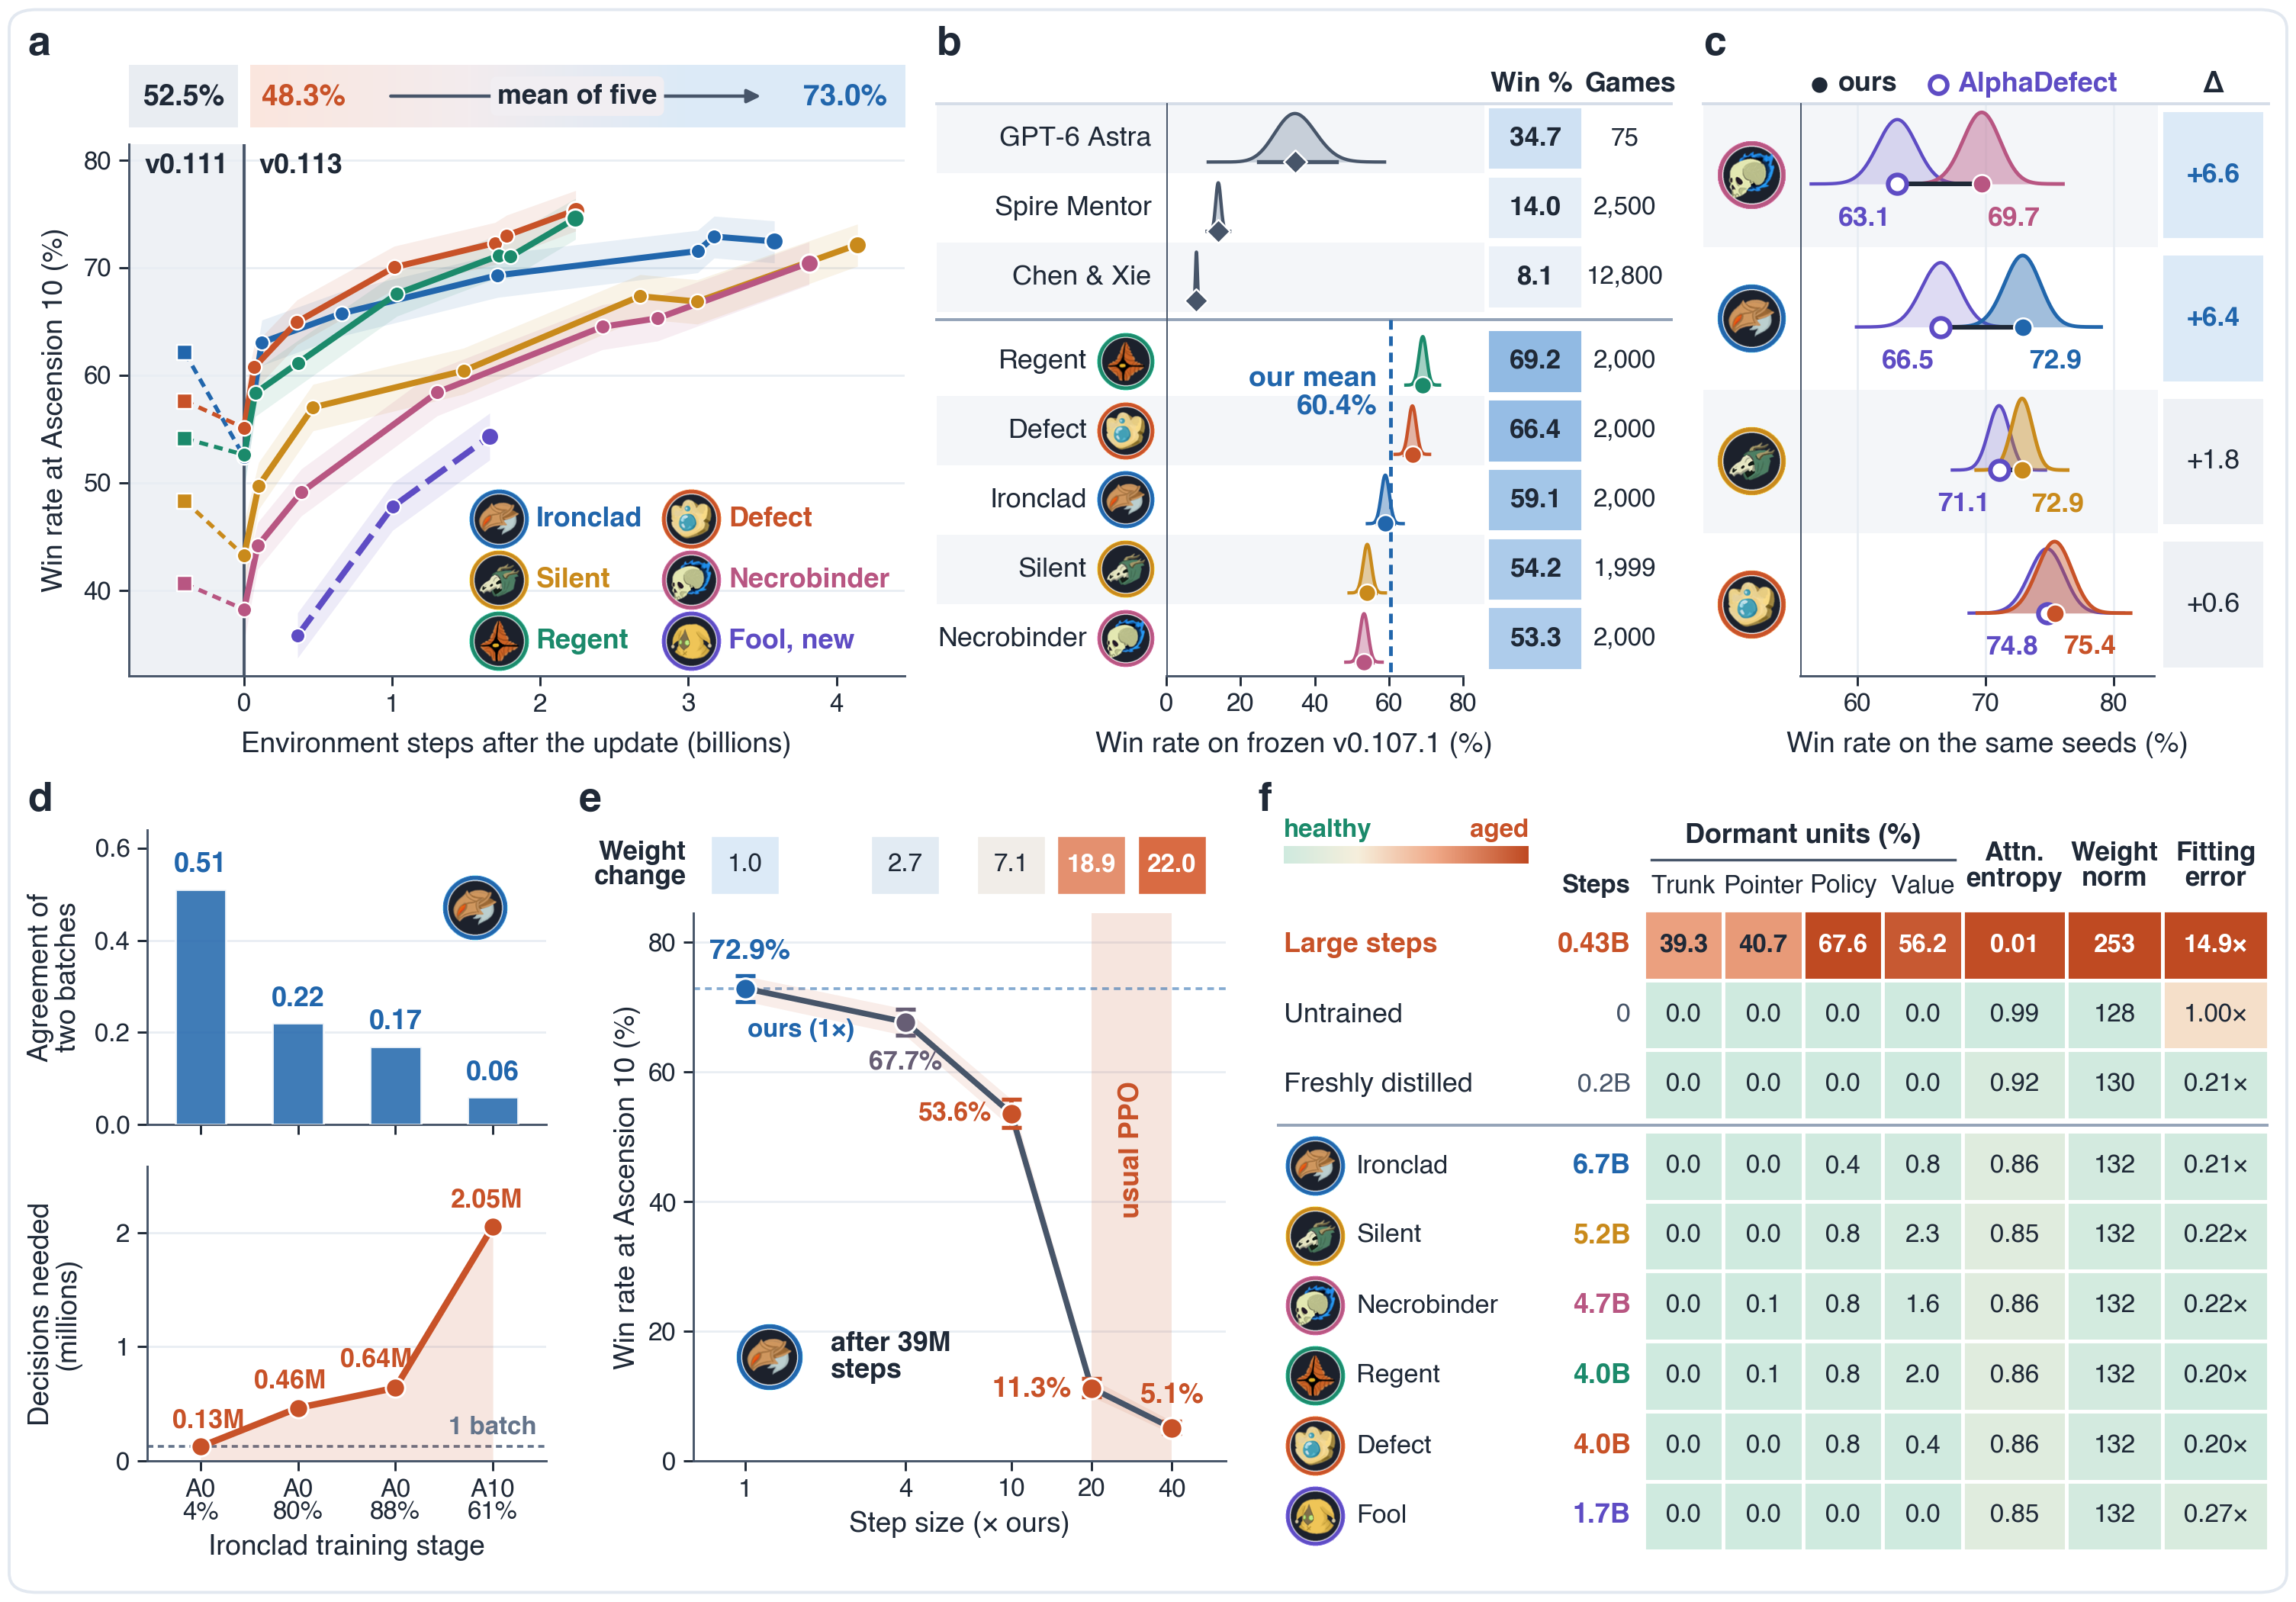 a
52.5%
48.3%
mean of five
73.0%
v0.111
v0.113
80
70
60
50
40
Win rate at Ascension 10 (%)
Ironclad
Defect
Silent
Necrobinder
Regent
Fool, new
0
1
2
3
4
Environment steps after the update (billions)
b
Win %
Games
GPT-6 Astra
34.7
75
Spire Mentor
14.0
2,500
Chen & Xie
8.1
12,800
Regent
69.2
2,000
our mean
60.4%
Defect
66.4
2,000
Ironclad
59.1
2,000
Silent
54.2
1,999
Necrobinder
53.3
2,000
0
20
40
60
80
Win rate on frozen v0.107.1 (%)
c
ours
AlphaDefect
Δ
63.1
69.7
+6.6
66.5
72.9
+6.4
71.1
72.9
+1.8
74.8
75.4
+0.6
60
70
80
Win rate on the same seeds (%)
d
0.6
0.4
0.2
0.0
Agreement of
two batches
0.51
0.22
0.17
0.06
2
1
0
Decisions needed
(millions)
0.13M
0.46M
0.64M
2.05M
1 batch
A0
4%
A0
80%
A0
88%
A10
61%
Ironclad training stage
e
Weight
change
1.0
2.7
7.1
18.9
22.0
80
60
40
20
0
Win rate at Ascension 10 (%)
72.9%
ours (1×)
67.7%
53.6%
usual PPO
11.3%
5.1%
after 39M
steps
1
4
10
20
40
Step size (× ours)
f
healthy
aged
Steps
Dormant units (%)
Trunk
Pointer
Policy
Value
Attn.
entropy
Weight
norm
Fitting
error
Large steps
0.43B
39.3
40.7
67.6
56.2
0.01
253
14.9×
Untrained
0
0.0
0.0
0.0
0.0
0.99
128
1.00×
Freshly distilled
0.2B
0.0
0.0
0.0
0.0
0.92
130
0.21×
Ironclad
6.7B
0.0
0.0
0.4
0.8
0.86
132
0.21×
Silent
5.2B
0.0
0.0
0.8
2.3
0.85
132
0.22×
Necrobinder
4.7B
0.0
0.1
0.8
1.6
0.86
132
0.22×
Regent
4.0B
0.0
0.1
0.8
2.0
0.86
132
0.20×
Defect
4.0B
0.0
0.0
0.8
0.4
0.86
132
0.20×
Fool
1.7B
0.0
0.0
0.0
0.0
0.85
132
0.27×